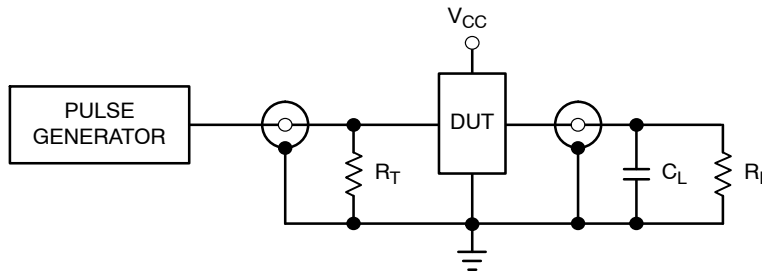 V_CC
PULSE
GENERATOR
DUT
R_T
C_L
R